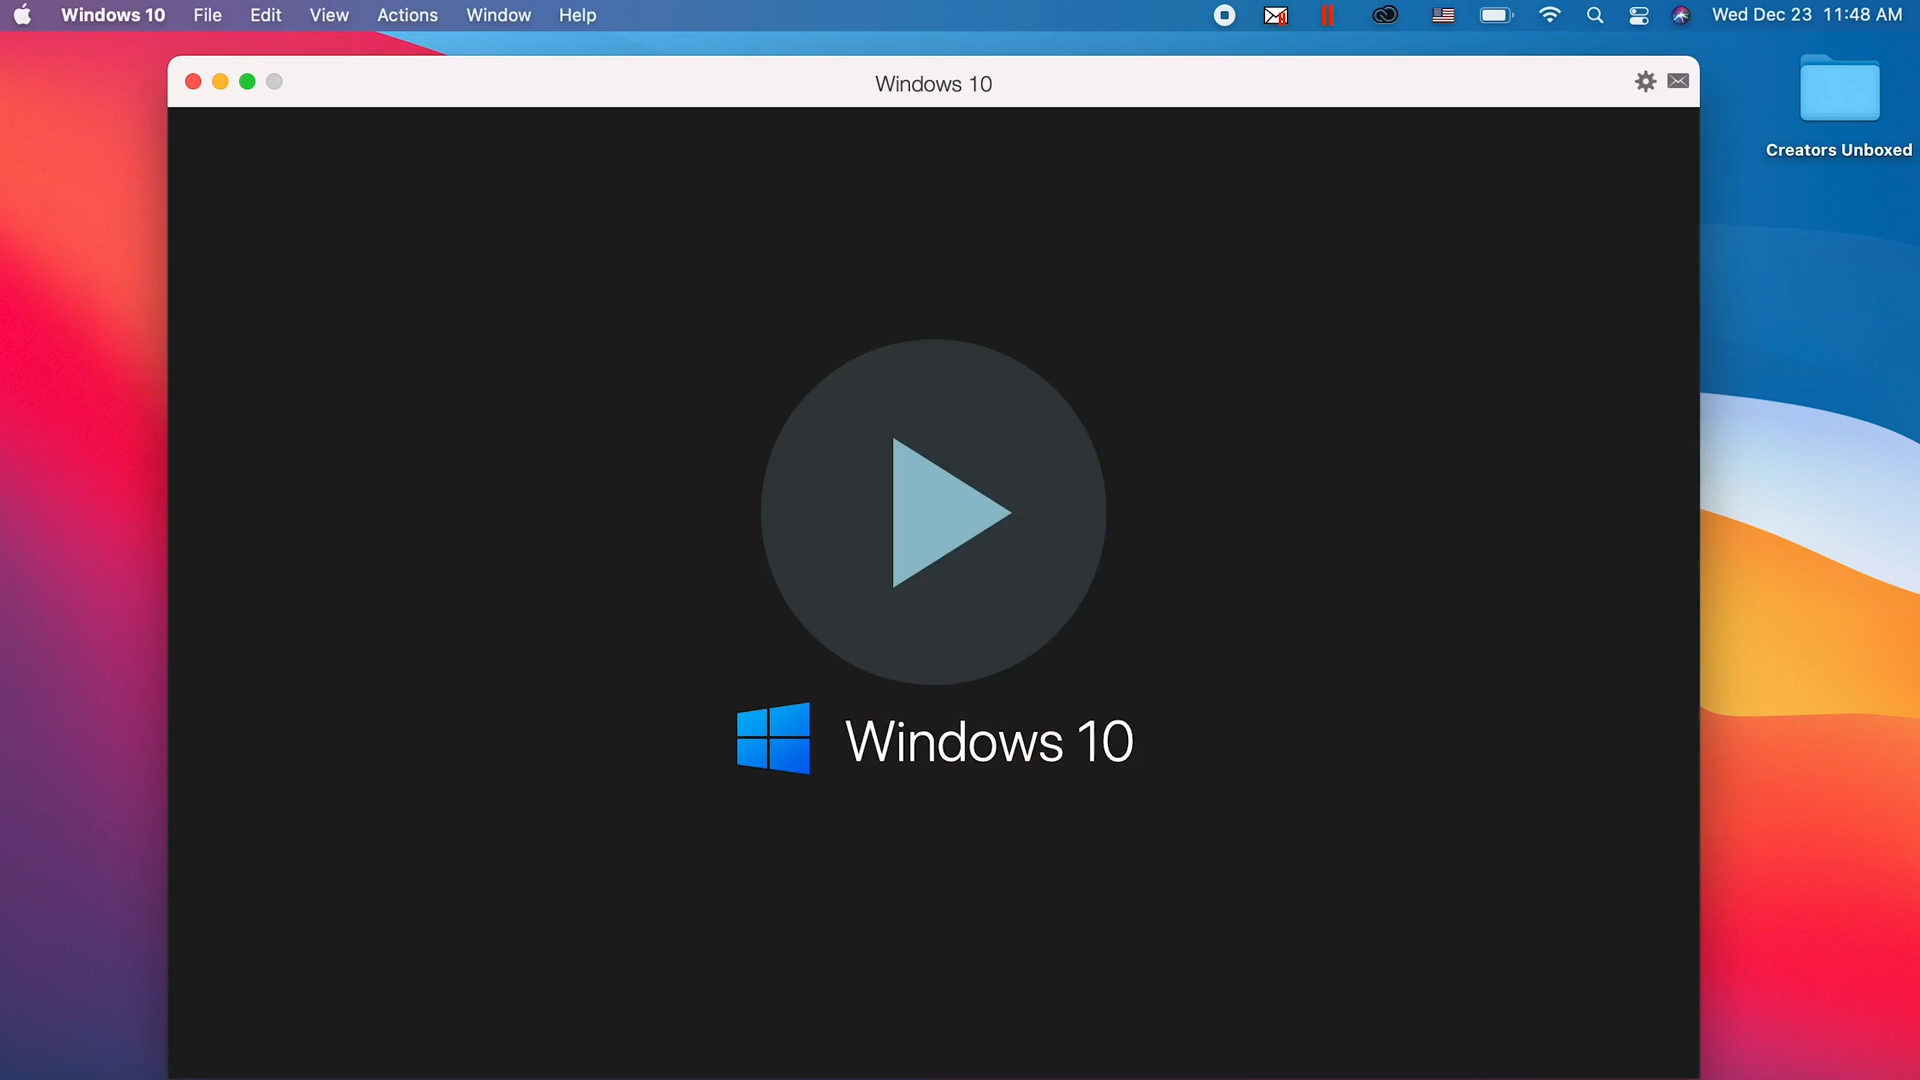 Windows 10 File Edit View Actions Window Help Wed Dec 23 11:48 AM
Windows 10
Creators Unboxed
Windows 10